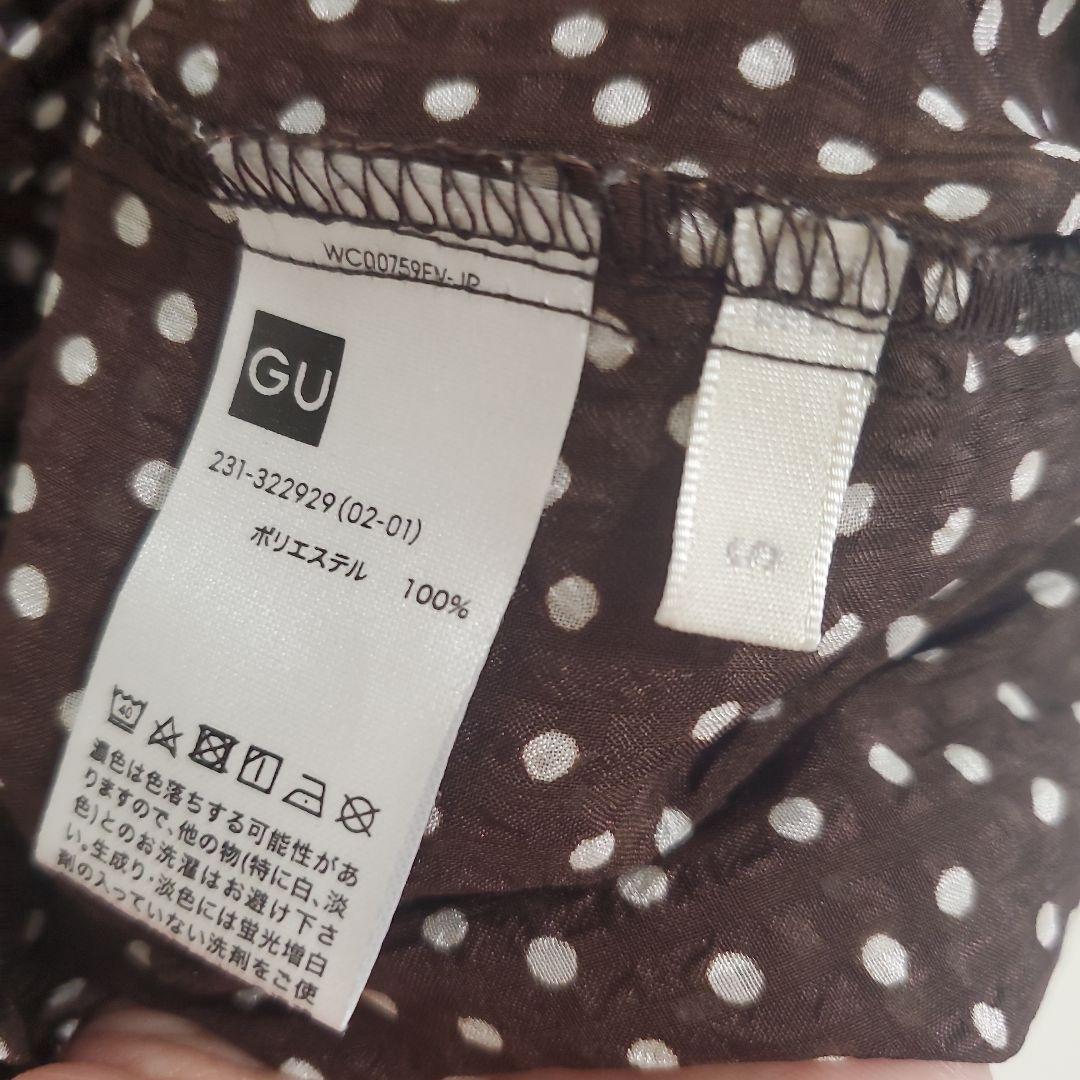 WC00759EV-JP
GU
231-322929(02-01)
ポリエステル 100%
40
濃色は色落ちする可能性があ
りますので、他の物(特に白、淡
色)とのお洗濯はお避け下さ
い。生成り・淡色には蛍光増白
剤の入っていない洗剤をご使